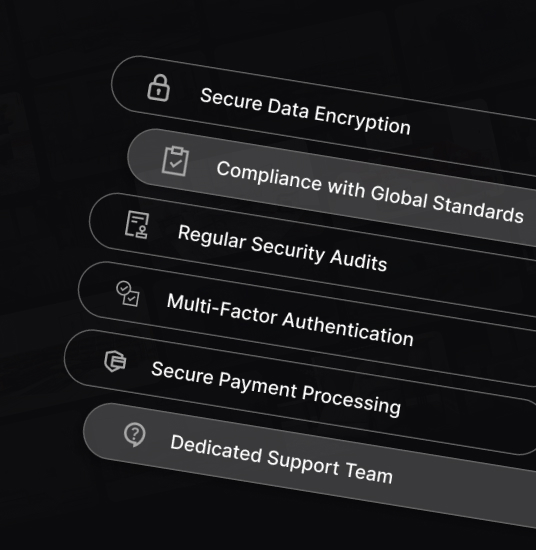 Secure Data Encryption
Compliance with Global Standards
Regular Security Audits
Multi-Factor Authentication
Secure Payment Processing
Dedicated Support Team